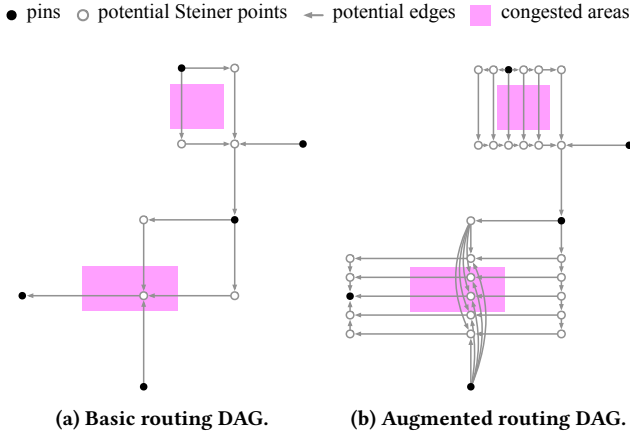 pins potential Steiner points potential edges congested areas
(a) Basic routing DAG. (b) Augmented routing DAG.